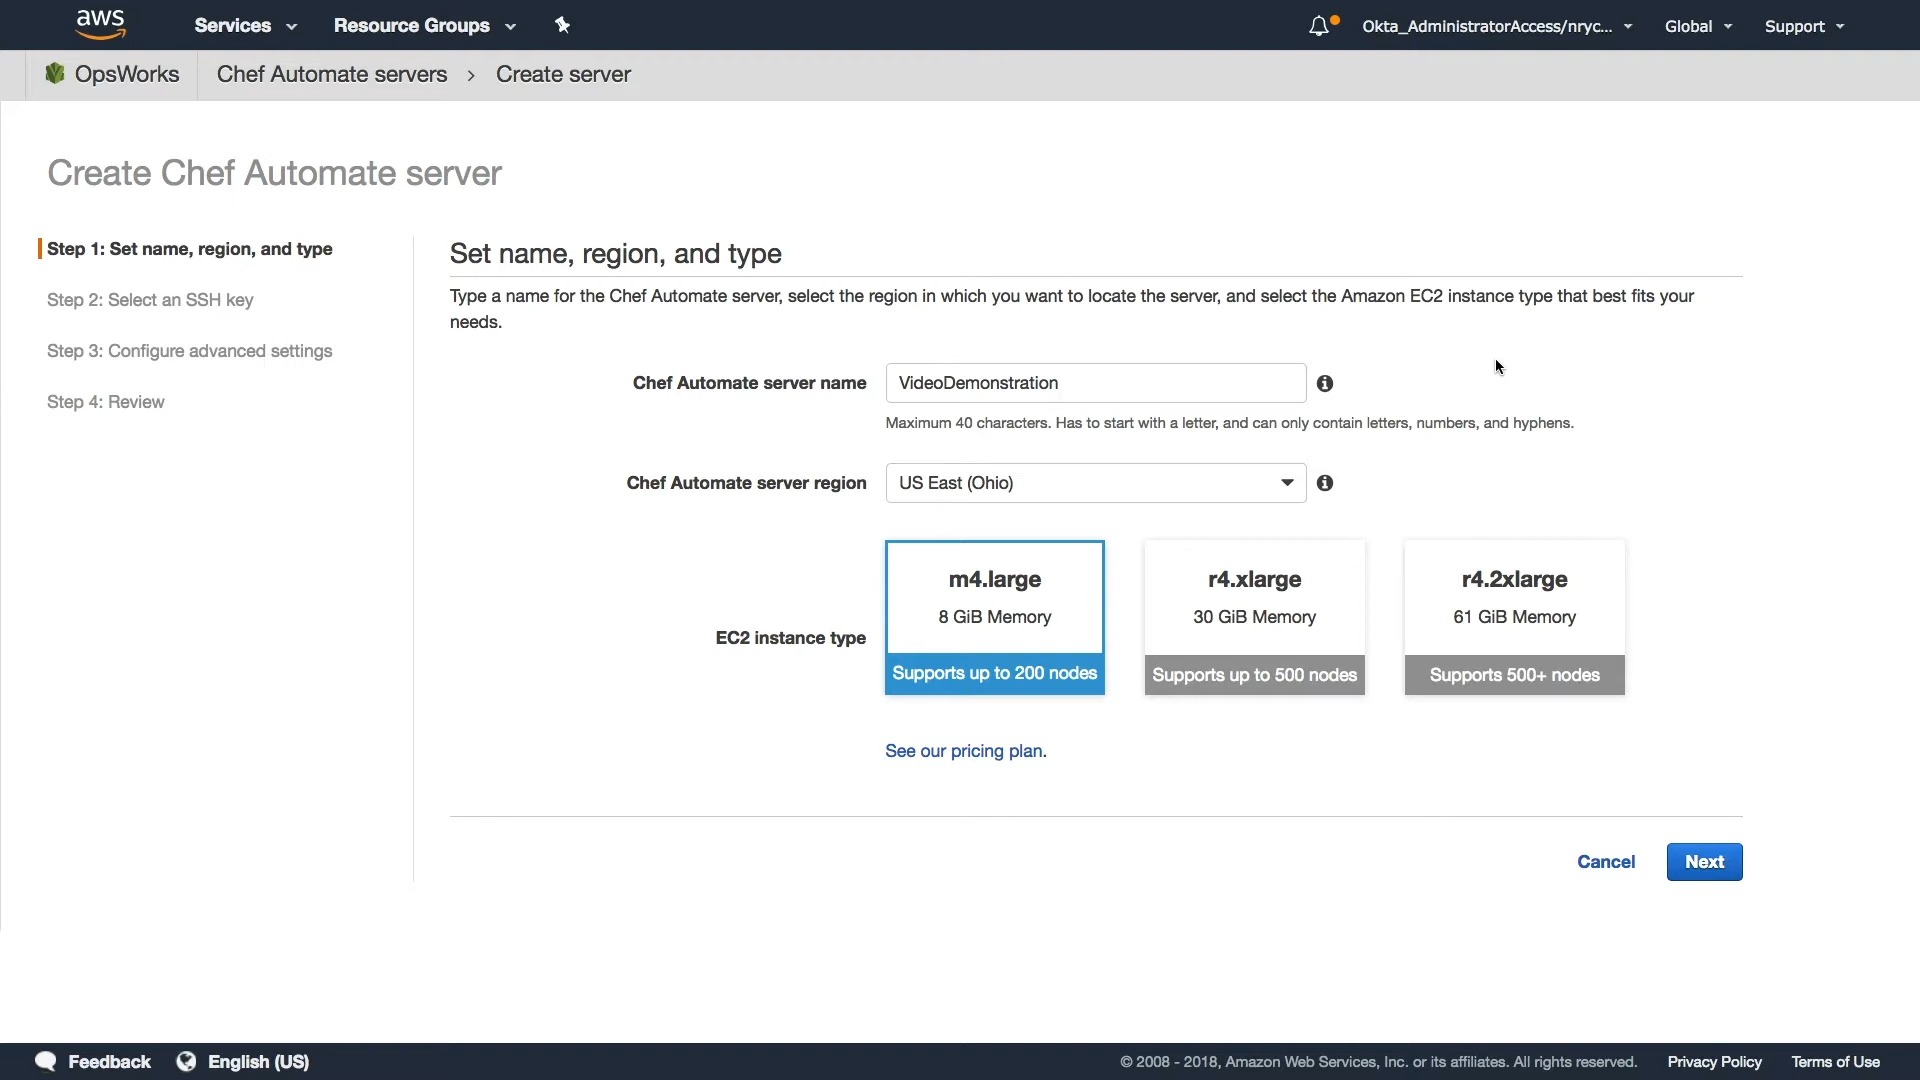 aws
Services
Resource Groups
Okta_AdministratorAccess/nryc...
Global
Support
OpsWorks
Chef Automate servers
Create server
Create Chef Automate server
Step 1: Set name, region, and type
Step 2: Select an SSH key
Step 3: Configure advanced settings
Step 4: Review
Set name, region, and type
Type a name for the Chef Automate server, select the region in which you want to locate the server, and select the Amazon EC2 instance type that best fits your
needs.
Chef Automate server name
VideoDemonstration
Maximum 40 characters. Has to start with a letter, and can only contain letters, numbers, and hyphens.
Chef Automate server region
US East (Ohio)
EC2 instance type
m4.large
8 GiB Memory
Supports up to 200 nodes
r4.xlarge
30 GiB Memory
Supports up to 500 nodes
r4.2xlarge
61 GiB Memory
Supports 500+ nodes
See our pricing plan.
Cancel
Next
Feedback
English (US)
© 2008 - 2018, Amazon Web Services, Inc. or its affiliates. All rights reserved.
Privacy Policy
Terms of Use